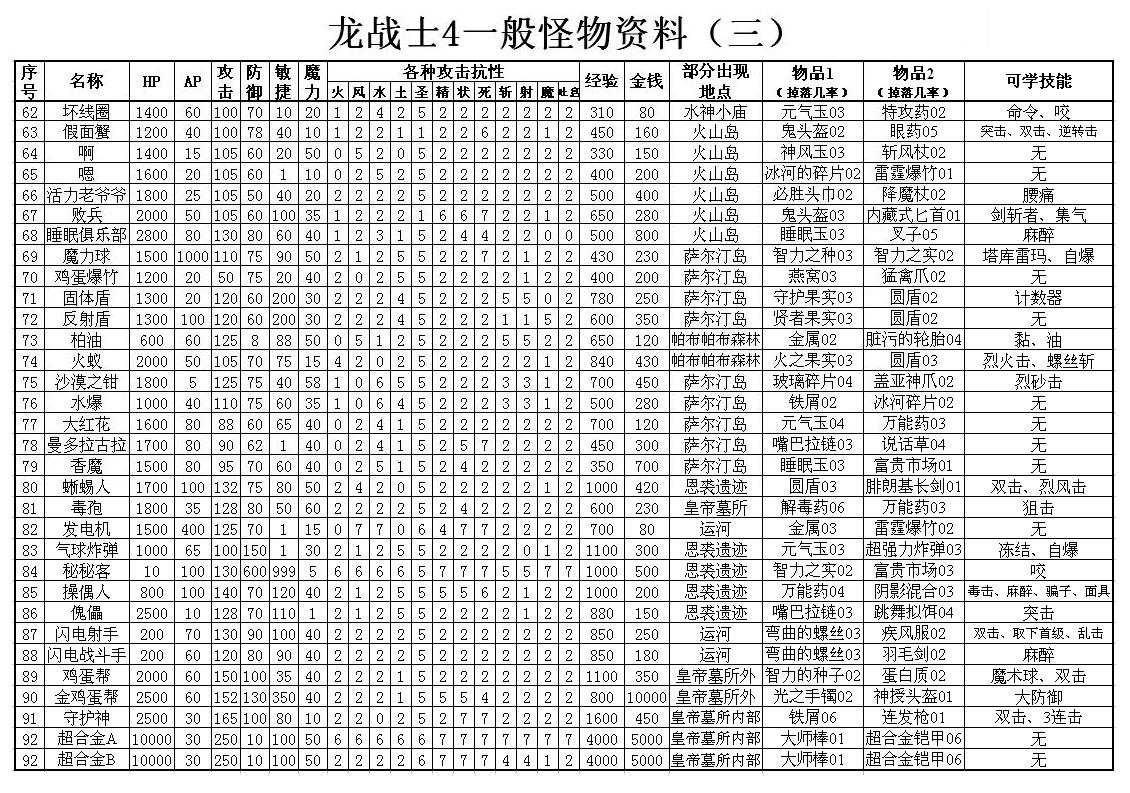 龙战士4一般怪物资料（三）
序号 名称 HP AP 攻击 防御 敏捷 魔力 各种攻击抗性 经验 金钱 部分出现地点 物品1（掉落几率） 物品2（掉落几率） 可学技能
火 风 水 土 圣 精 状 死 斩 射 魔 吐息
62 坏线圈 1400 60 100 70 10 20 1 2 4 2 5 2 2 2 2 2 2 2 310 80 水神小庙 元气玉03 特攻药02 命令、咬
63 假面蟹 1200 40 100 78 40 10 1 2 2 1 1 2 2 6 2 2 1 2 450 160 火山岛 鬼头盔02 眼药05 突击、双击、逆转击
64 啊 1400 15 105 60 20 50 0 5 2 0 5 2 2 2 2 2 2 2 330 150 火山岛 神风玉03 斩风杖02 无
65 嗯 1600 20 105 60 1 10 0 2 5 2 5 2 2 2 2 2 2 2 400 200 火山岛 冰河的碎片02 雷霆爆竹01 无
66 活力老爷爷 1800 25 105 50 40 20 2 2 2 2 5 2 2 2 2 2 2 2 500 400 火山岛 必胜头巾02 降魔杖02 腰痛
67 败兵 2000 50 105 60 100 35 1 2 2 2 1 6 6 7 2 2 1 2 650 280 火山岛 鬼头盔03 内藏式匕首01 剑斩者、集气
68 睡眠俱乐部 2800 80 130 80 60 40 1 2 3 1 5 2 4 4 2 2 0 0 500 800 火山岛 睡眠玉03 叉子05 麻醉
69 魔力球 1500 1000 110 75 90 50 2 1 2 5 5 2 2 7 2 1 2 2 430 230 萨尔汀岛 智力之种03 智力之实02 塔库雷玛、自爆
70 鸡蛋爆竹 1200 20 50 75 20 40 2 0 2 5 5 2 2 2 2 1 2 2 400 200 萨尔汀岛 燕窝03 猛禽爪02 无
71 固体盾 1300 20 120 60 200 30 2 2 2 4 5 2 2 2 5 5 0 2 780 250 萨尔汀岛 守护果实03 圆盾02 计数器
72 反射盾 1300 100 120 60 200 30 2 2 2 4 5 2 2 2 1 1 5 2 600 350 萨尔汀岛 贤者果实03 圆盾02 无
73 柏油 600 60 125 8 88 50 0 5 1 2 5 2 2 2 5 5 2 2 650 120 帕布帕布森林 金属02 脏污的轮胎04 黏、油
74 火蚁 2000 50 105 70 75 15 4 2 0 2 5 2 2 2 2 2 1 2 840 430 帕布帕布森林 火之果实03 圆盾03 烈火击、螺丝斩
75 沙漠之钳 1800 5 125 75 40 58 1 0 6 5 5 2 2 2 3 3 1 2 700 450 萨尔汀岛 玻璃碎片04 盖亚神爪02 烈砂击
76 水爆 1000 40 110 75 60 35 1 0 6 4 5 2 2 2 3 3 1 2 500 280 萨尔汀岛 铁屑02 冰河碎片02 无
77 大红花 1600 80 88 60 65 40 0 2 4 1 5 2 2 2 2 2 2 2 700 120 萨尔汀岛 元气玉04 万能药03 无
78 曼多拉古拉 1700 80 90 62 1 40 0 2 4 1 5 2 5 7 2 2 2 2 450 300 萨尔汀岛 嘴巴拉链03 说话草04 无
79 香魔 1500 80 95 70 60 40 0 2 5 1 5 2 4 2 2 2 2 2 350 700 萨尔汀岛 睡眠玉03 富贵市场01 无
80 蜥蜴人 1700 100 132 75 80 50 2 4 2 0 5 2 2 2 2 2 1 2 1000 420 恩裘遗迹 圆盾03 腓朗基长剑01 双击、烈风击
81 毒孢 1800 35 128 80 50 60 2 2 2 2 5 2 4 2 2 2 2 2 600 230 皇帝墓所 解毒药06 万能药03 狙击
82 发电机 1500 400 125 70 1 15 0 7 7 0 6 4 7 7 2 2 2 2 700 80 运河 金属03 雷霆爆竹02 无
83 气球炸弹 1000 65 100 150 1 30 2 1 2 5 5 2 2 2 2 0 1 2 1100 300 恩裘遗迹 元气玉03 超强力炸弹03 冻结、自爆
84 秘秘客 10 100 130 600 999 5 6 6 6 6 5 7 7 7 5 5 7 7 1000 500 恩裘遗迹 智力之实02 富贵市场03 咬
85 操偶人 800 100 140 70 120 40 2 1 2 5 5 5 5 6 2 1 2 2 1000 200 恩裘遗迹 万能药04 阴影混合03 毒击、麻醉、骗子、面具
86 傀儡 2500 10 128 70 110 1 2 1 2 5 5 2 2 2 2 2 2 2 880 150 恩裘遗迹 嘴巴拉链03 跳舞拟饵04 突击
87 闪电射手 200 70 130 90 100 40 2 2 2 2 5 2 2 2 2 2 2 2 850 250 运河 弯曲的螺丝03 疾风服02 双击、取下首级、乱击
88 闪电战斗手 200 60 120 80 90 40 2 2 2 2 5 2 2 2 2 2 2 2 850 180 运河 弯曲的螺丝03 羽毛剑02 麻醉
89 鸡蛋帮 2000 60 150 100 35 40 2 2 2 1 5 2 2 2 2 2 2 2 1100 350 皇帝墓所外 智力的种子02 蛋白质02 魔术球、双击
90 金鸡蛋帮 2500 60 152 130 350 40 2 2 2 1 5 5 5 4 2 2 2 2 800 10000 皇帝墓所外 光之手镯02 神授头盔01 大防御
91 守护神 2500 30 165 100 80 10 2 2 0 2 5 2 7 7 2 2 2 2 1600 450 皇帝墓所内部 铁屑06 连发枪01 双击、3连击
92 超合金A 10000 30 250 10 100 50 6 6 6 6 6 7 7 7 7 7 7 7 4000 5000 皇帝墓所内部 大师棒01 超合金铠甲06 无
92 超合金B 10000 30 250 10 100 50 2 2 2 2 6 7 7 7 4 4 1 2 4000 5000 皇帝墓所内部 大师棒01 超合金铠甲06 无